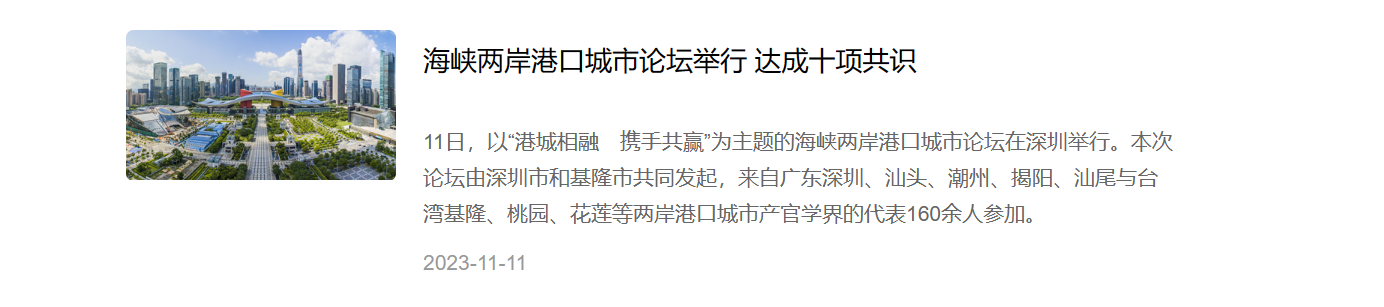 海峡两岸港口城市论坛举行 达成十项共识
11日，以“港城相融　携手共赢”为主题的海峡两岸港口城市论坛在深圳举行。本次
论坛由深圳市和基隆市共同发起，来自广东深圳、汕头、潮州、揭阳、汕尾与台
湾基隆、桃园、花莲等两岸港口城市产官学界的代表160余人参加。
2023-11-11